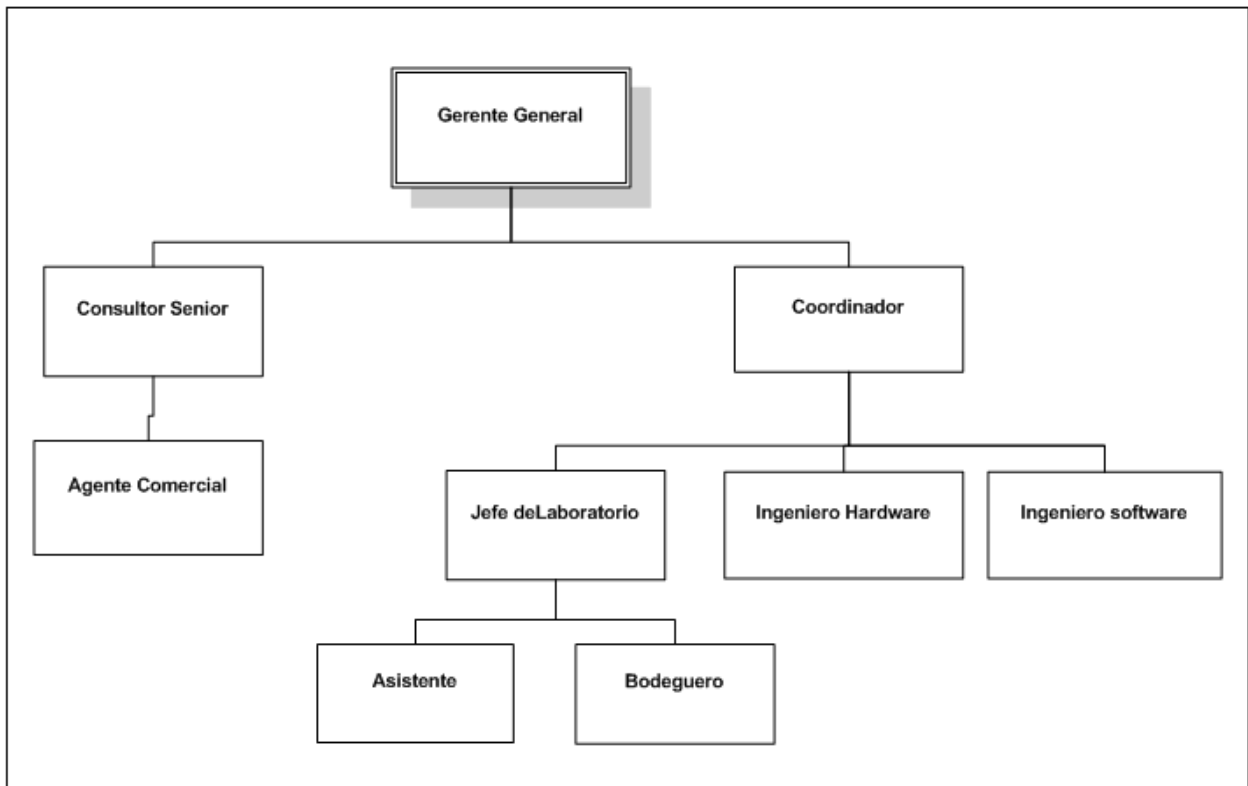 Gerente General
Consultor Senior
Coordinador
Agente Comercial
Jefe deLaboratorio
Ingeniero Hardware
Ingeniero software
Asistente
Bodeguero